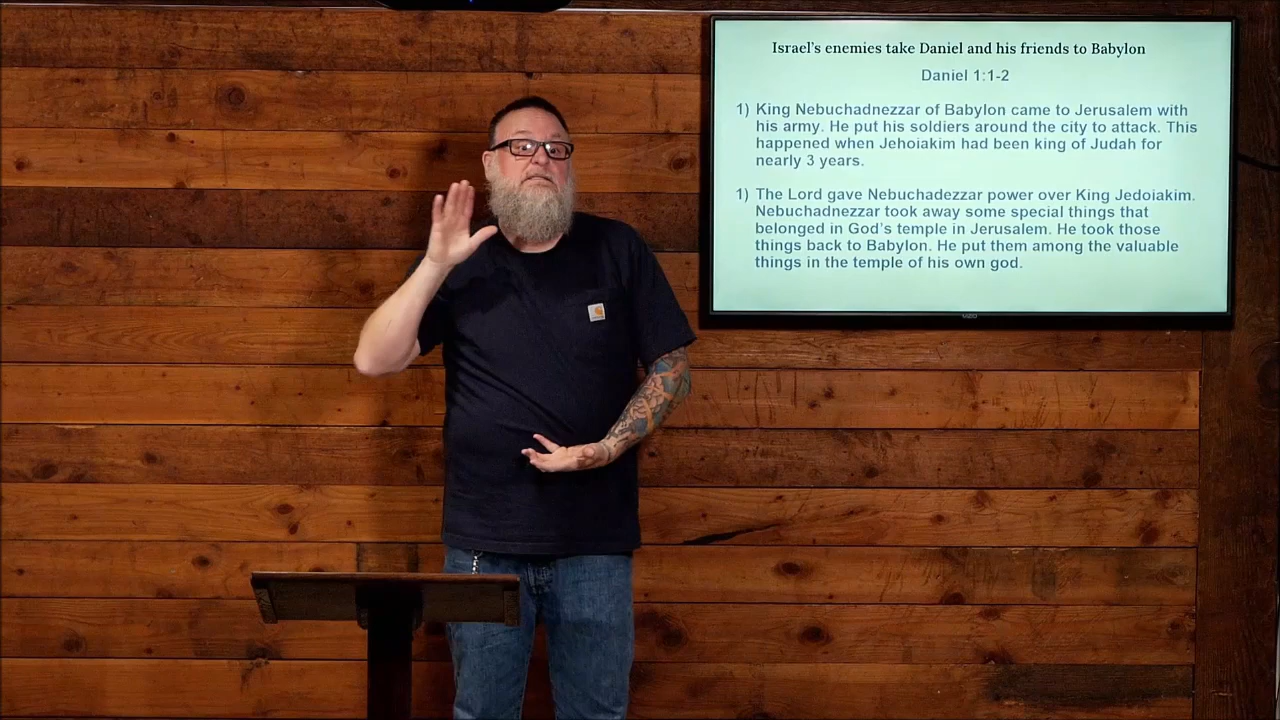 Israel's enemies take Daniel and his friends to Babylon
Daniel 1:1-2
1) King Nebuchadnezzar of Babylon came to Jerusalem with
his army. He put his soldiers around the city to attack. This
happened when Jehoiakim had been king of Judah for
nearly 3 years.
1) The Lord gave Nebuchadezzar power over King Jedoiakim.
Nebuchadnezzar took away some special things that
belonged in God's temple in Jerusalem. He took those
things back to Babylon. He put them among the valuable
things in the temple of his own god.